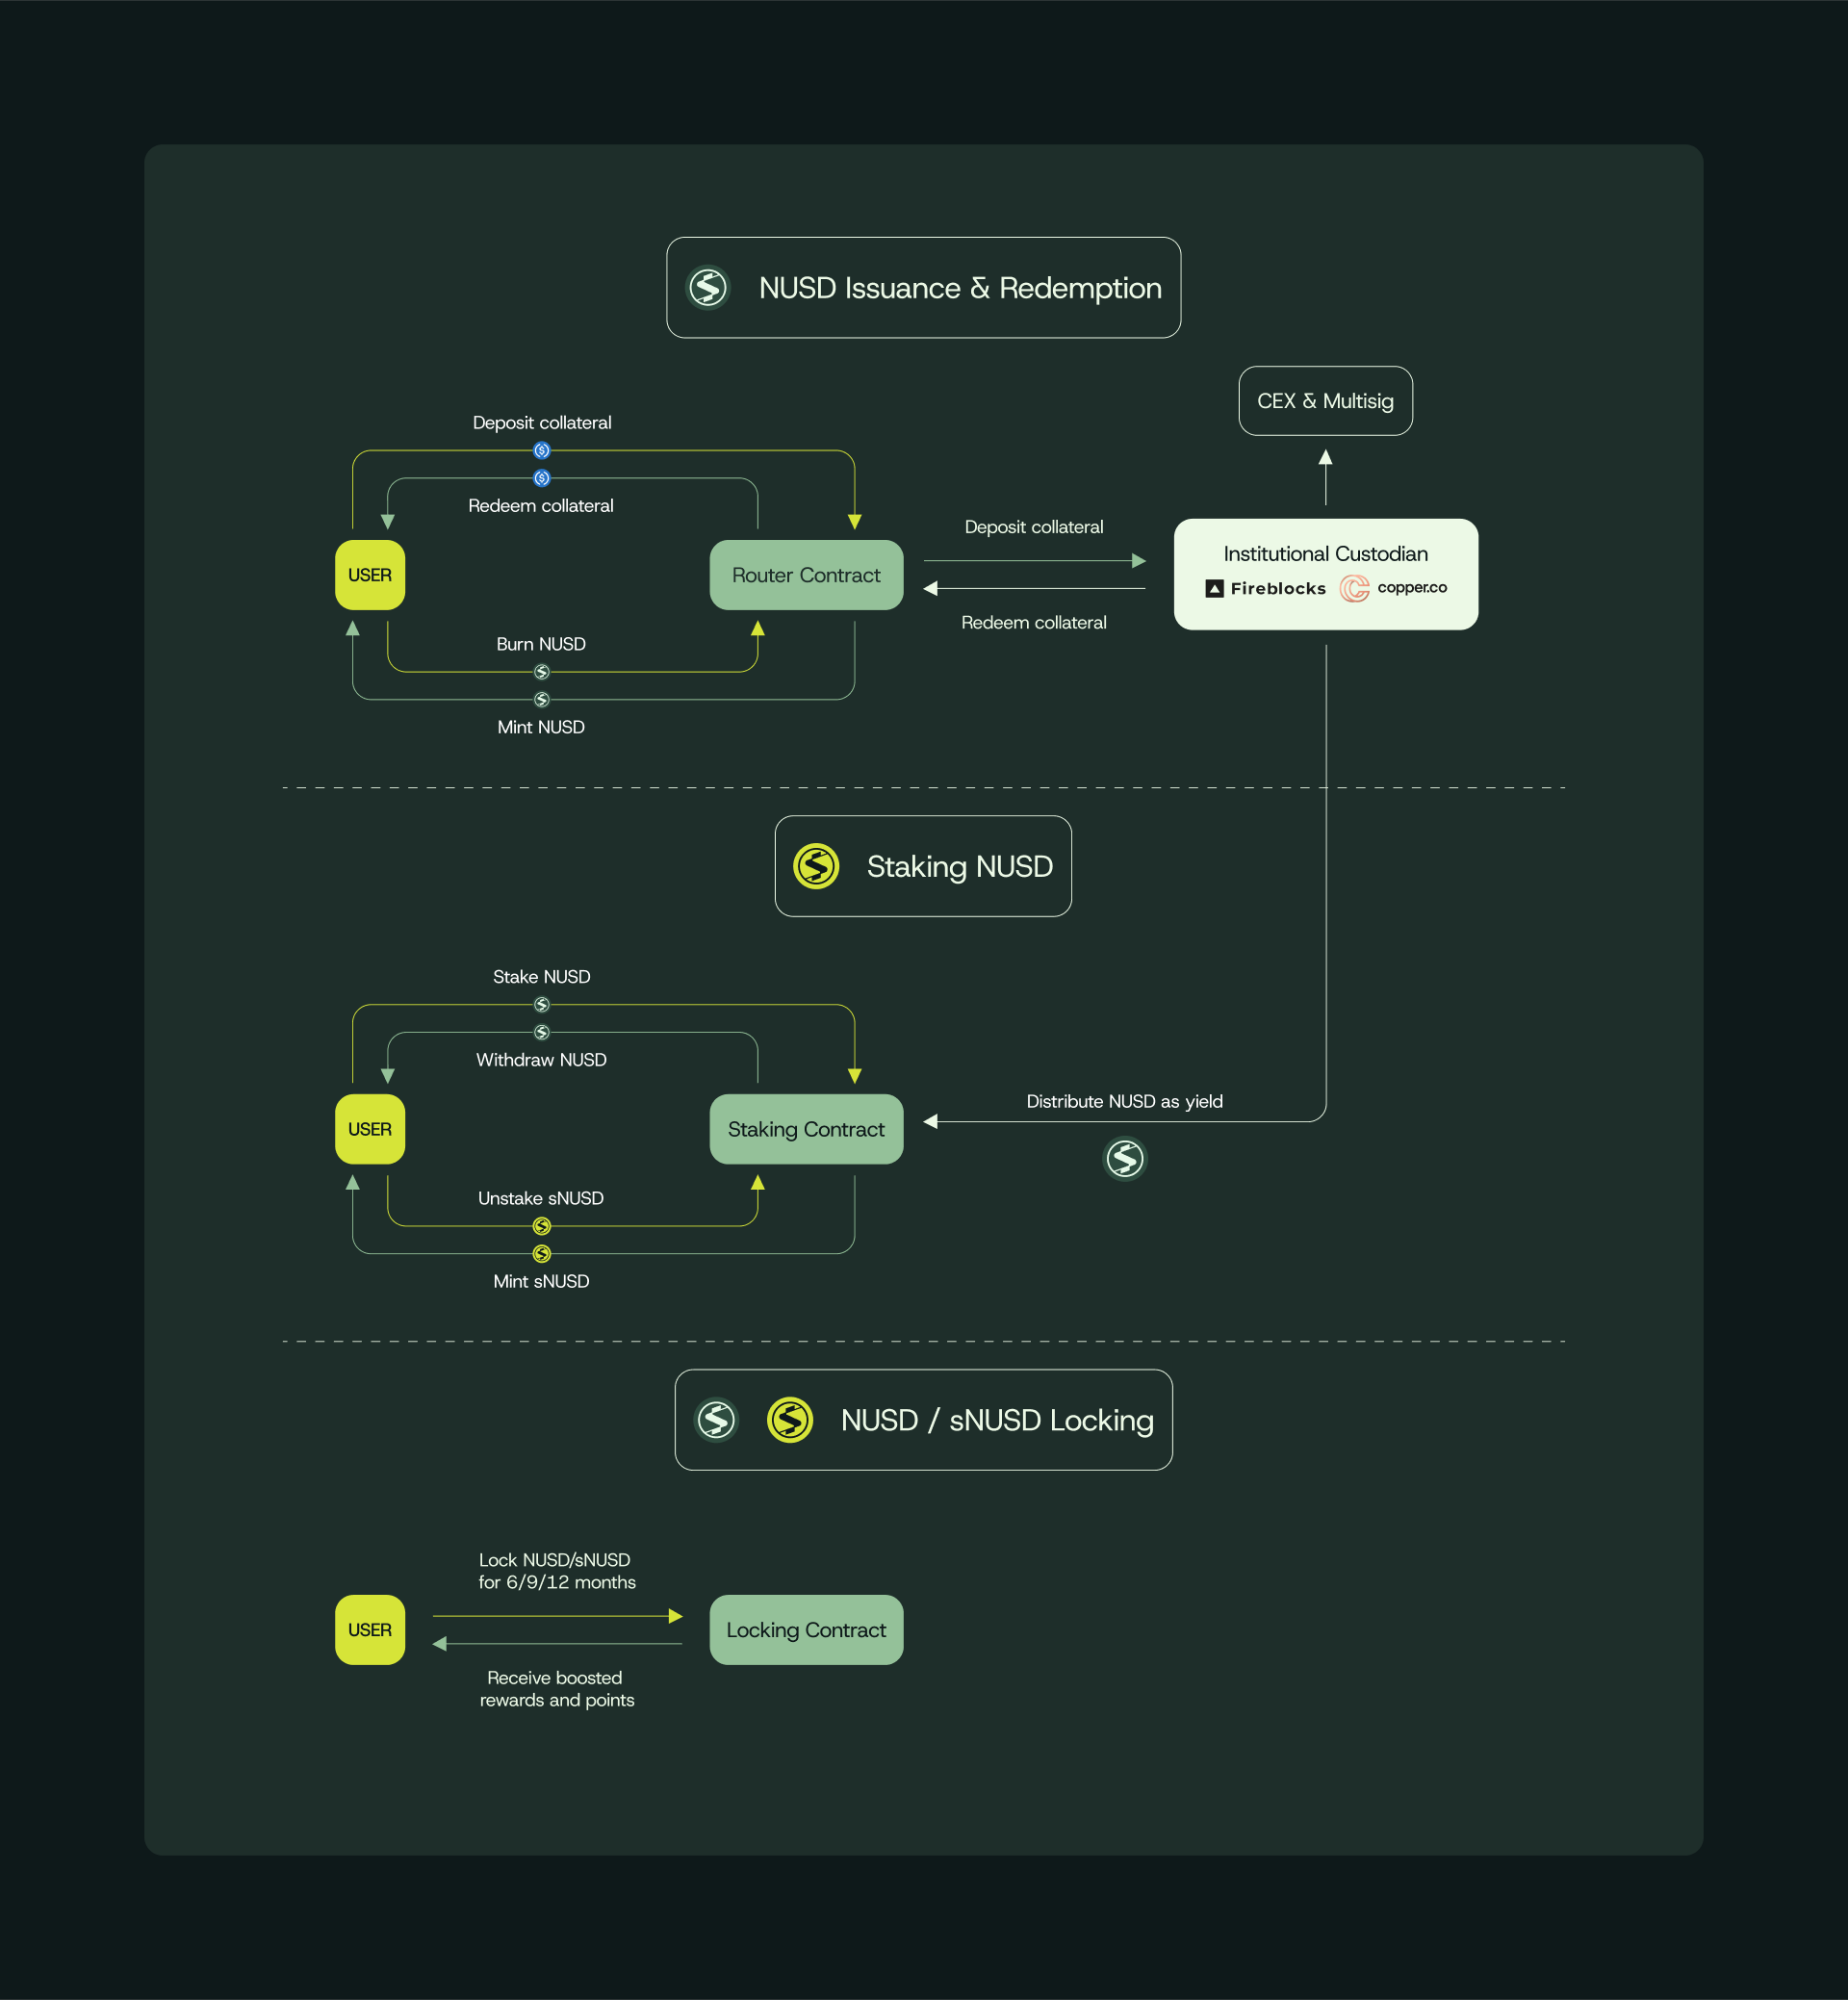 NUSD Issuance & Redemption
CEX & Multisig
Deposit collateral
Redeem collateral
USER
Router Contract
Deposit collateral
Redeem collateral
Institutional Custodian
Fireblocks copper.co
Burn NUSD
Mint NUSD
Staking NUSD
Stake NUSD
Withdraw NUSD
USER
Staking Contract
Distribute NUSD as yield
Unstake sNUSD
Mint sNUSD
NUSD / sNUSD Locking
Lock NUSD/sNUSD
for 6/9/12 months
USER
Locking Contract
Receive boosted
rewards and points